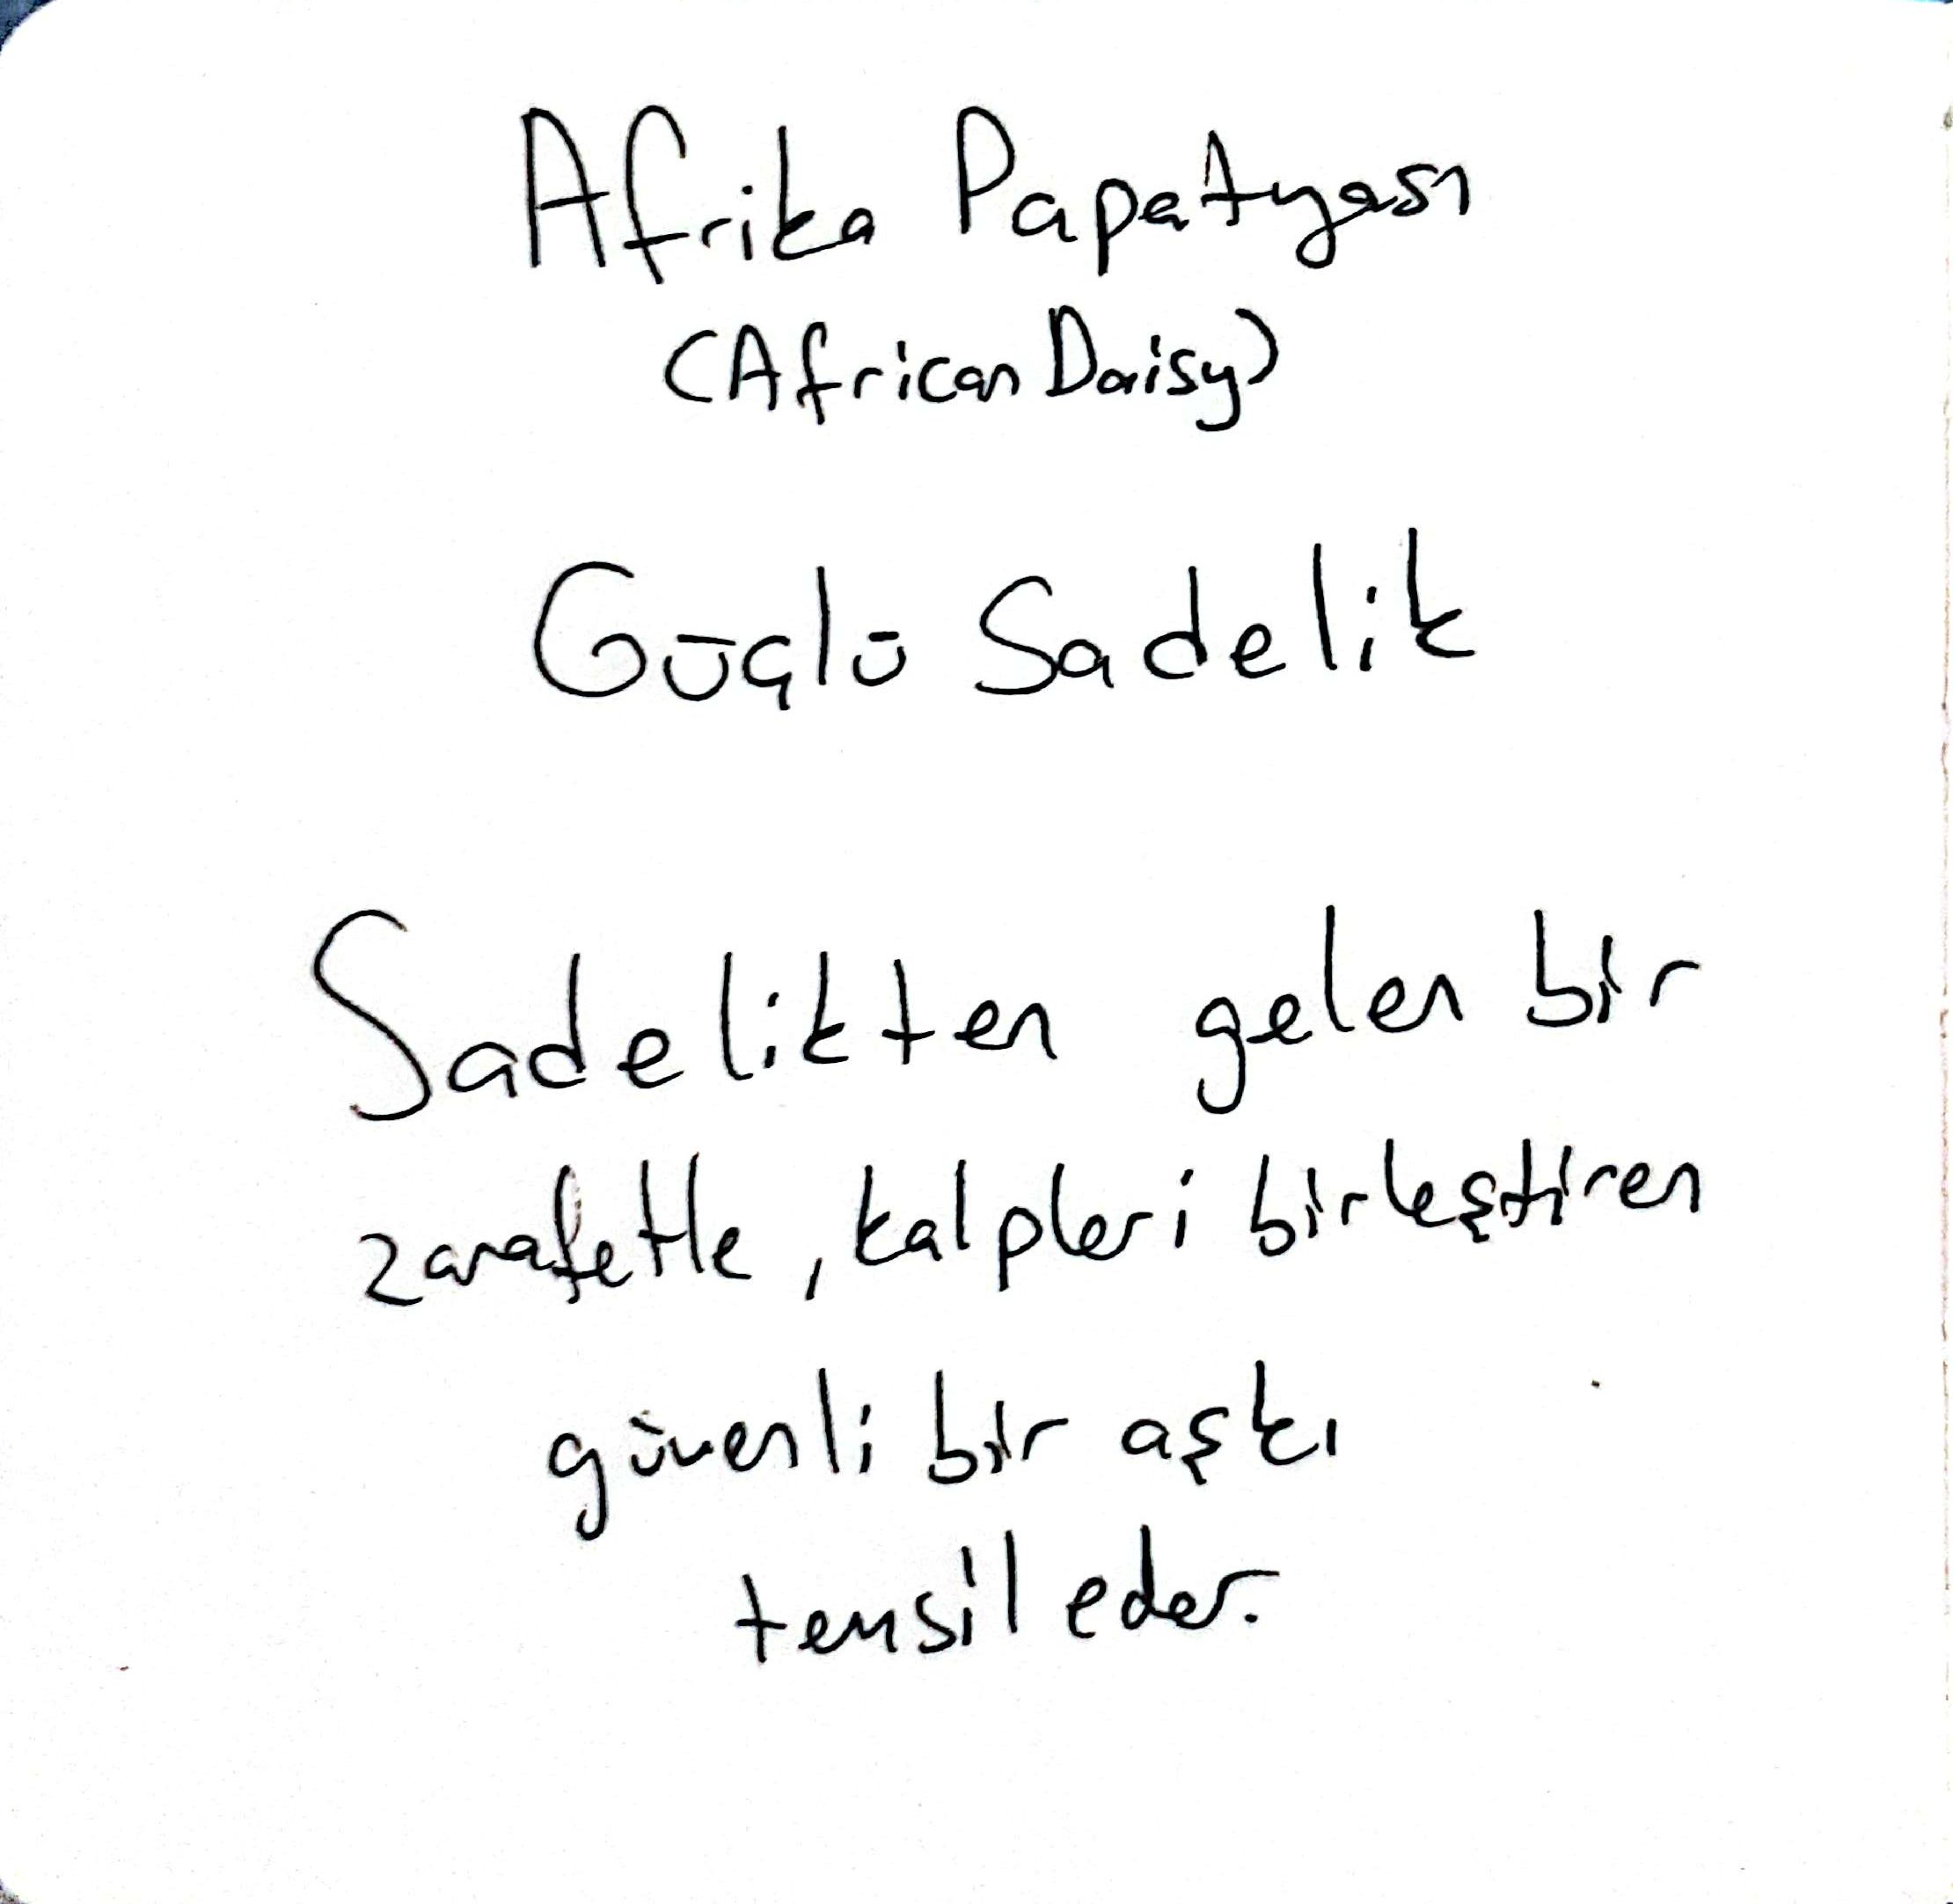 Afrika Papatyası
(African Daisy)
Güçlü Sadelik
Sadelikten gelen bir
zarafetle, kalpleri birleştiren
güvenli bir aşkı
temsil eder.